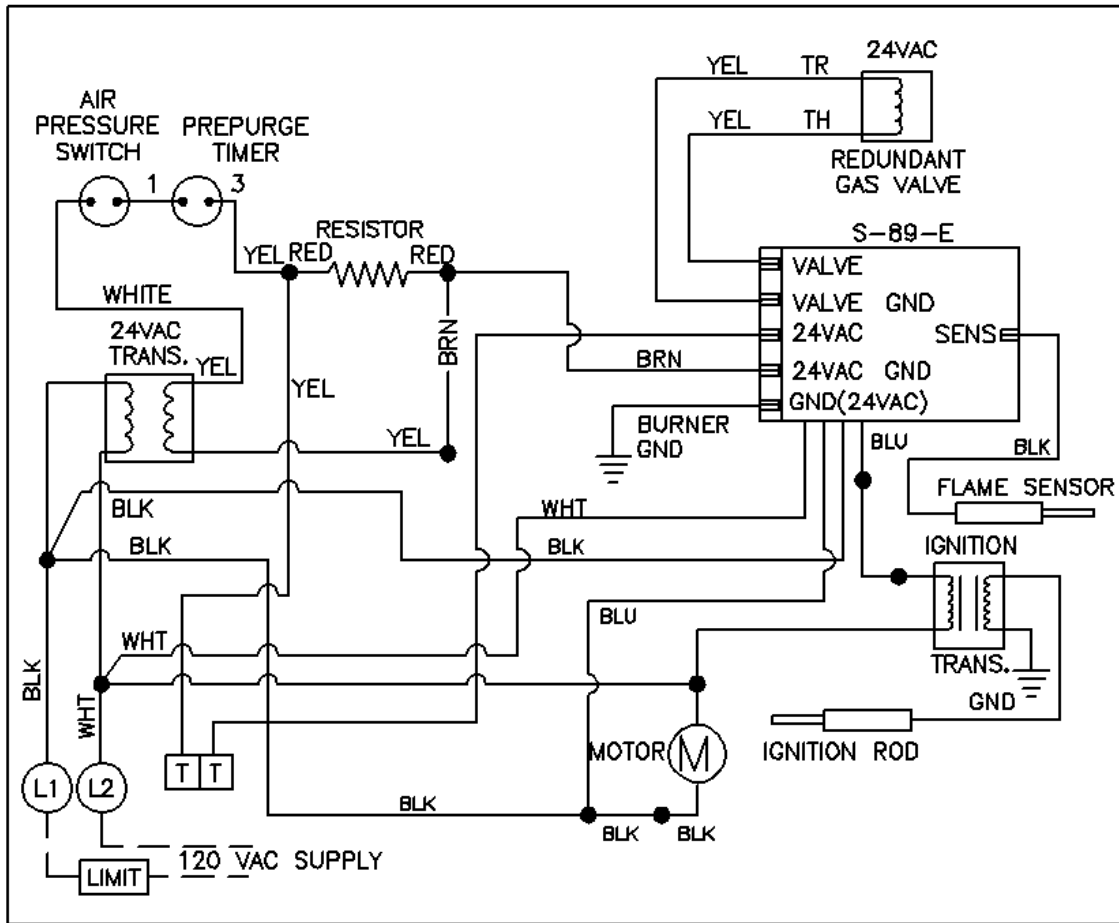 24VAC
YEL TR
YEL TH
REDUNDANT
GAS VALVE
AIR
PRESSURE
SWITCH
PREPURGE
TIMER
1
3
RESISTOR
YEL
RED
RED
WHITE
24VAC
TRANS.
YEL
YEL
BRN
YEL
BRN
S-89-E
VALVE
VALVE GND
24VAC
SENS
24VAC GND
GND(24VAC)
BURNER
GND
BLU
BLK
FLAME SENSOR
BLK
BLK
WHT
BLK
IGNITION
TRANS.
GND
BLU
WHT
BLK
WHT
IGNITION ROD
MOTOR
M
L1
L2
T
T
BLK
BLK
BLK
120 VAC SUPPLY
LIMIT